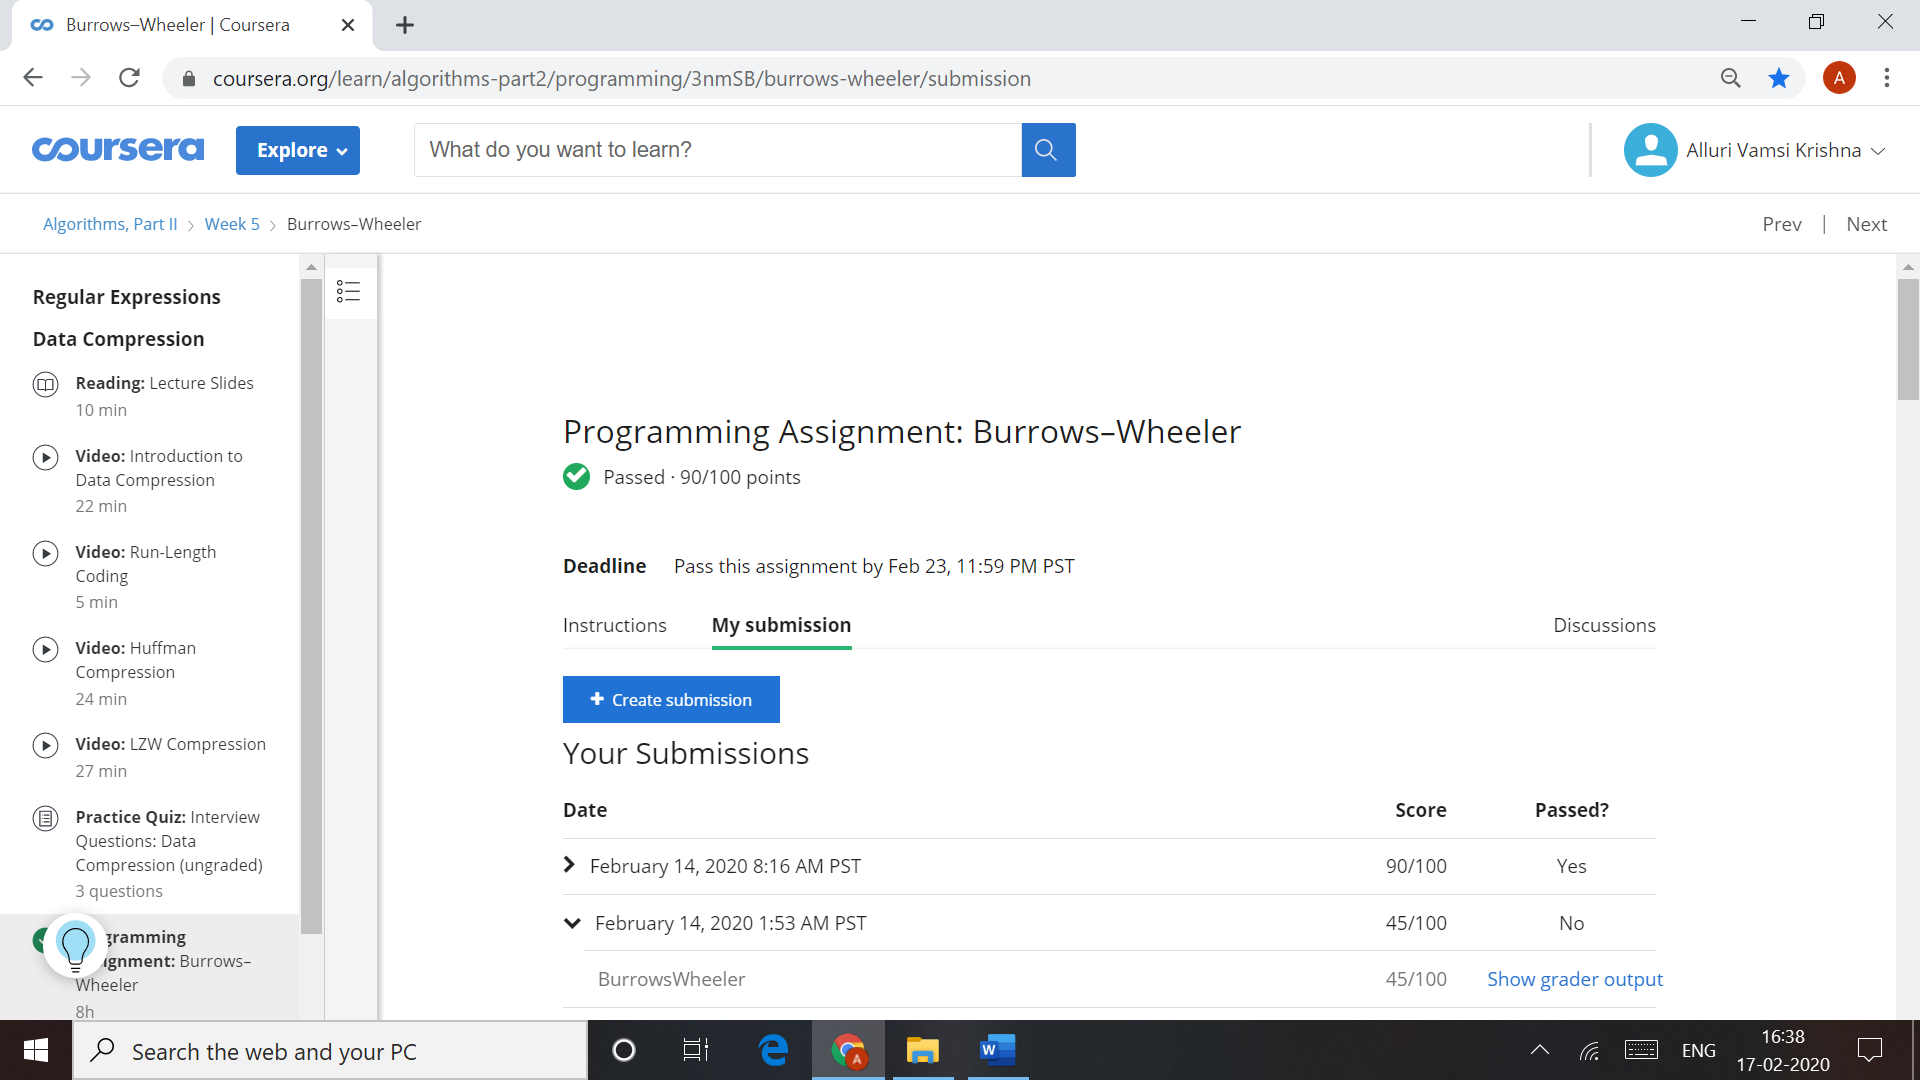 Burrows–Wheeler | Coursera
coursera.org/learn/algorithms-part2/programming/3nmSB/burrows-wheeler/submission
A
coursera
Explore
What do you want to learn?
Alluri Vamsi Krishna
Algorithms, Part II > Week 5 > Burrows–Wheeler
Prev | Next
Regular Expressions
Data Compression
Reading: Lecture Slides
10 min
Video: Introduction to
Data Compression
22 min
Video: Run-Length
Coding
5 min
Video: Huffman
Compression
24 min
Video: LZW Compression
27 min
Practice Quiz: Interview
Questions: Data
Compression (ungraded)
3 questions
gramming
ignment: Burrows–
Wheeler
8h
Programming Assignment: Burrows–Wheeler
Passed · 90/100 points
Deadline Pass this assignment by Feb 23, 11:59 PM PST
Instructions My submission Discussions
+ Create submission
Your Submissions
Date Score Passed?
February 14, 2020 8:16 AM PST 90/100 Yes
February 14, 2020 1:53 AM PST 45/100 No
BurrowsWheeler 45/100 Show grader output
Search the web and your PC
A
W
ENG
16:38
17-02-2020